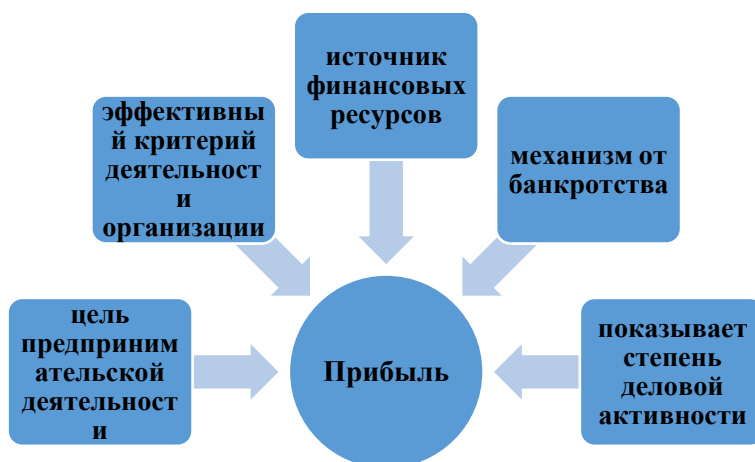 источник
финансовых
ресурсов
эффективны
й критерий
деятельност
и
организации
механизм от
банкротства
цель
предприним
ательской
деятельност
и
Прибыль
показывает
степень
деловой
активности